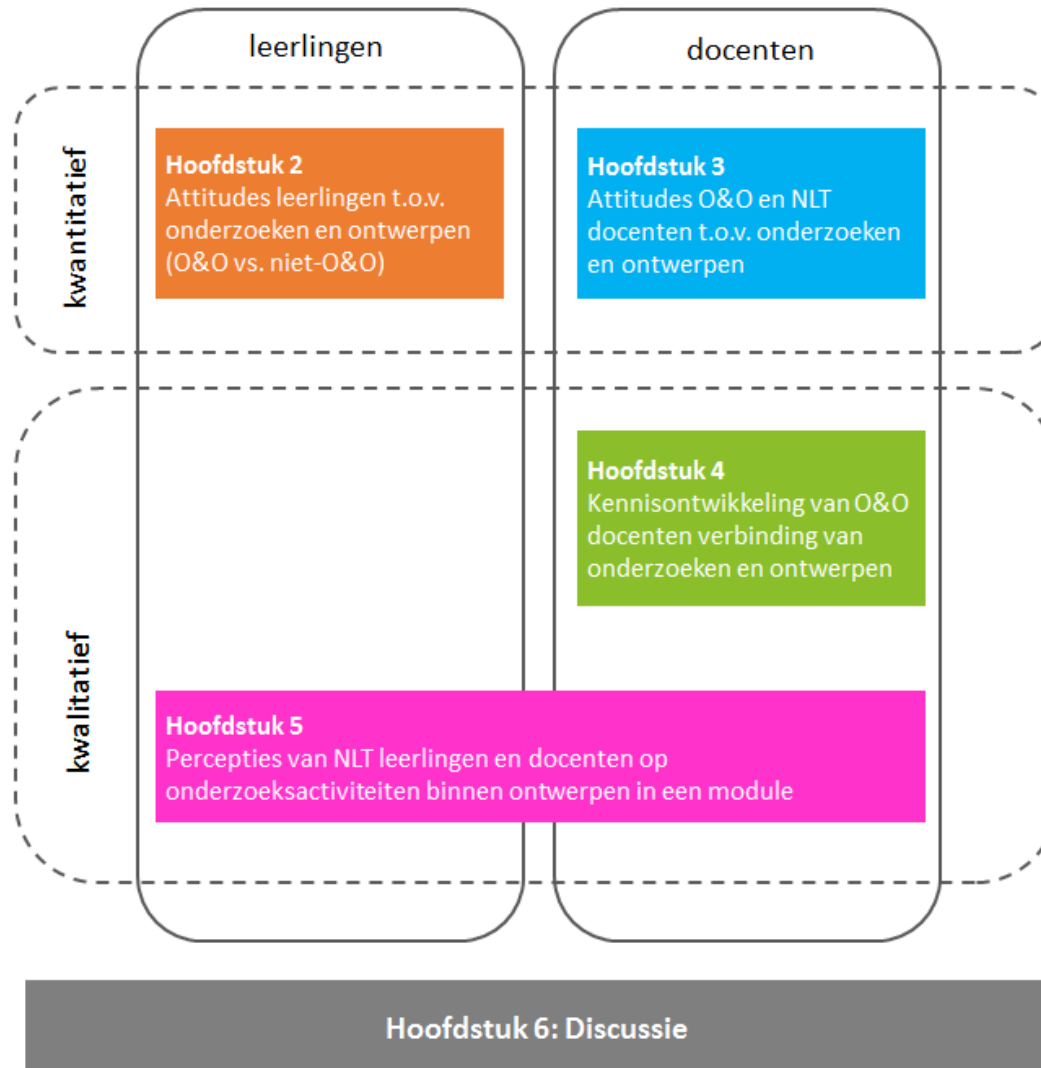 leerlingen
docenten
kwantitatief
Hoofdstuk 2
Attitudes leerlingen t.o.v.
onderzoeken en ontwerpen
(O&O vs. niet-O&O)
Hoofdstuk 3
Attitudes O&O en NLT
docenten t.o.v. onderzoeken
en ontwerpen
kwalitatief
Hoofdstuk 4
Kennisontwikkeling van O&O
docenten verbinding van
onderzoeken en ontwerpen
Hoofdstuk 5
Percepties van NLT leerlingen en docenten op
onderzoeksactiviteiten binnen ontwerpen in een module
Hoofdstuk 6: Discussie